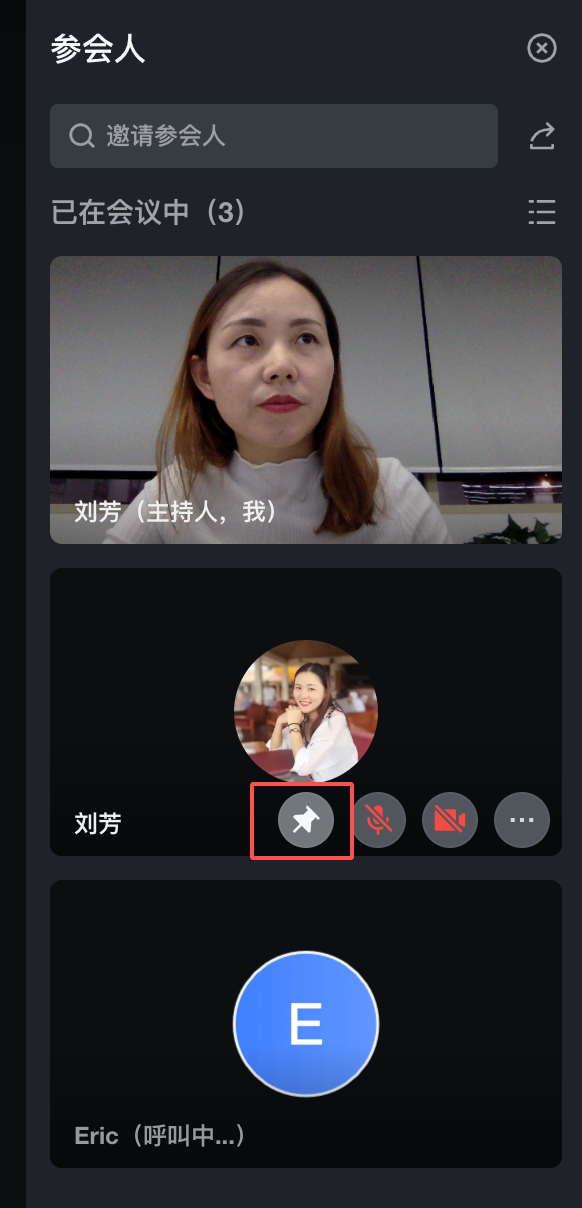 参会人
邀请参会人
已在会议中（3）
刘芳（主持人，我）
刘芳
E
Eric（呼叫中...）